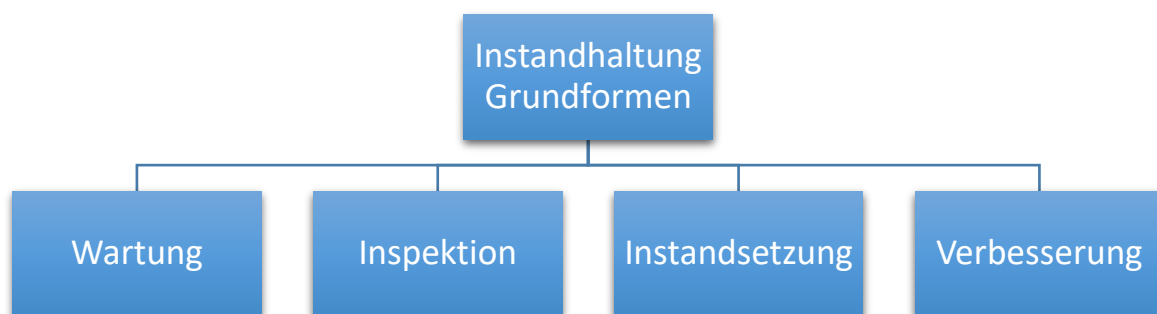 Instandhaltung
Grundformen
Wartung
Inspektion
Instandsetzung
Verbesserung